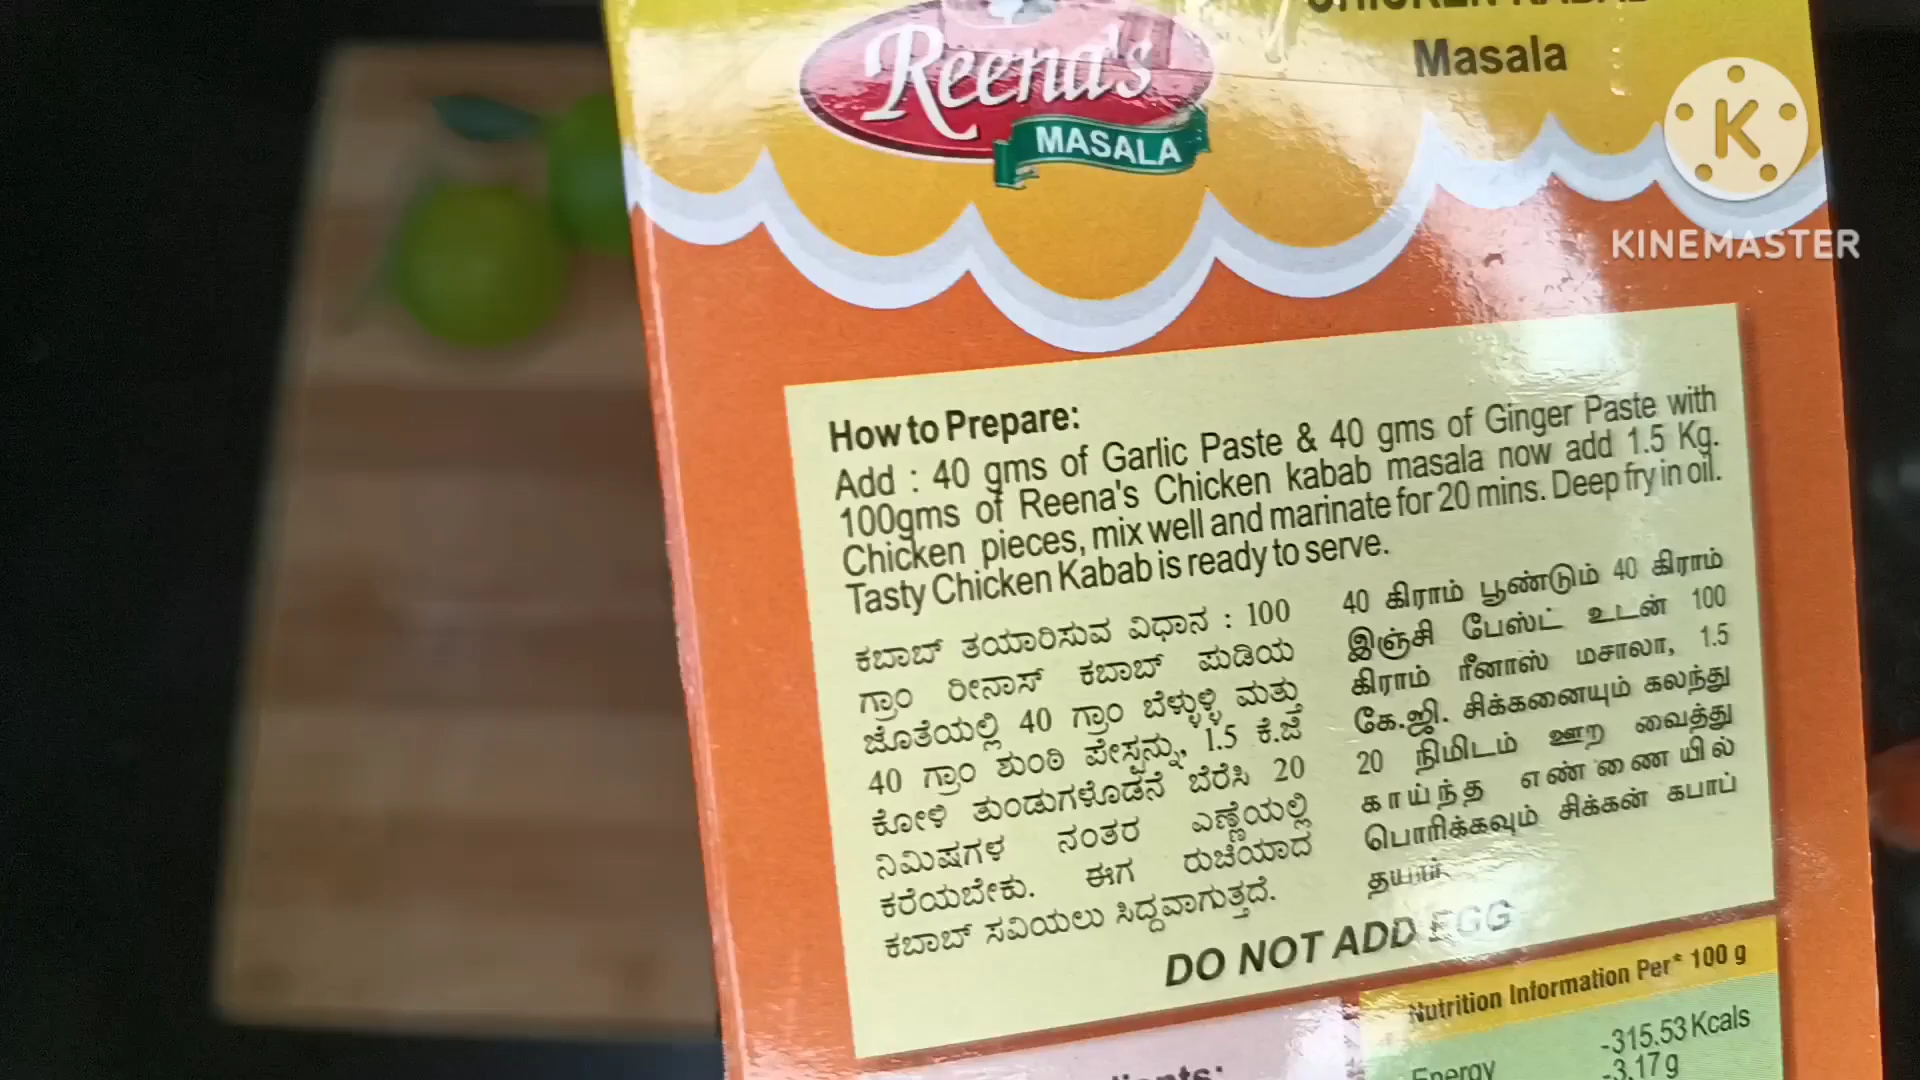 Reena's
MASALA
CHICKEN KABAB
Masala
K
KINEMASTER
How to Prepare:
Add : 40 gms of Garlic Paste & 40 gms of Ginger Paste with
100gms of Reena's Chicken kabab masala now add 1.5 Kg.
Chicken pieces, mix well and marinate for 20 mins. Deep fry in oil.
Tasty Chicken Kabab is ready to serve.
ಕಬಾಬ್ ತಯಾರಿಸುವ ವಿಧಾನ : 100
ಗ್ರಾಂ ರೀನಾಸ್ ಕಬಾಬ್ ಪುಡಿಯ
ಜೊತೆಯಲ್ಲಿ 40 ಗ್ರಾಂ ಬೆಳ್ಳುಳ್ಳಿ ಮತ್ತು
40 ಗ್ರಾಂ ಶುಂಠಿ ಪೇಸ್ಟನ್ನು, 1.5 ಕೆ.ಜಿ
ಕೋಳಿ ತುಂಡುಗಳೊಡನೆ ಬೆರೆಸಿ 20
ನಿಮಿಷಗಳ ನಂತರ ಎಣ್ಣೆಯಲ್ಲಿ
ಕರೆಯಬೇಕು. ಈಗ ರುಚಿಯಾದ
ಕಬಾಬ್ ಸವಿಯಲು ಸಿದ್ದವಾಗುತ್ತದೆ.
40 கிராம் பூண்டும் 40 கிராம்
இஞ்சி பேஸ்ட் உடன் 100
கிராம் ரீனாஸ் மசாலா, 1.5
கே.ஜி. சிக்கனையும் கலந்து
20 நிமிடம் ஊற வைத்து
காய்ந்த எண்ணெயில்
பொரிக்கவும் சிக்கன் கபாப்
தயார்
DO NOT ADD EGG
Nutrition Information Per* 100 g
Energy -315.53 Kcals
-3.17 g